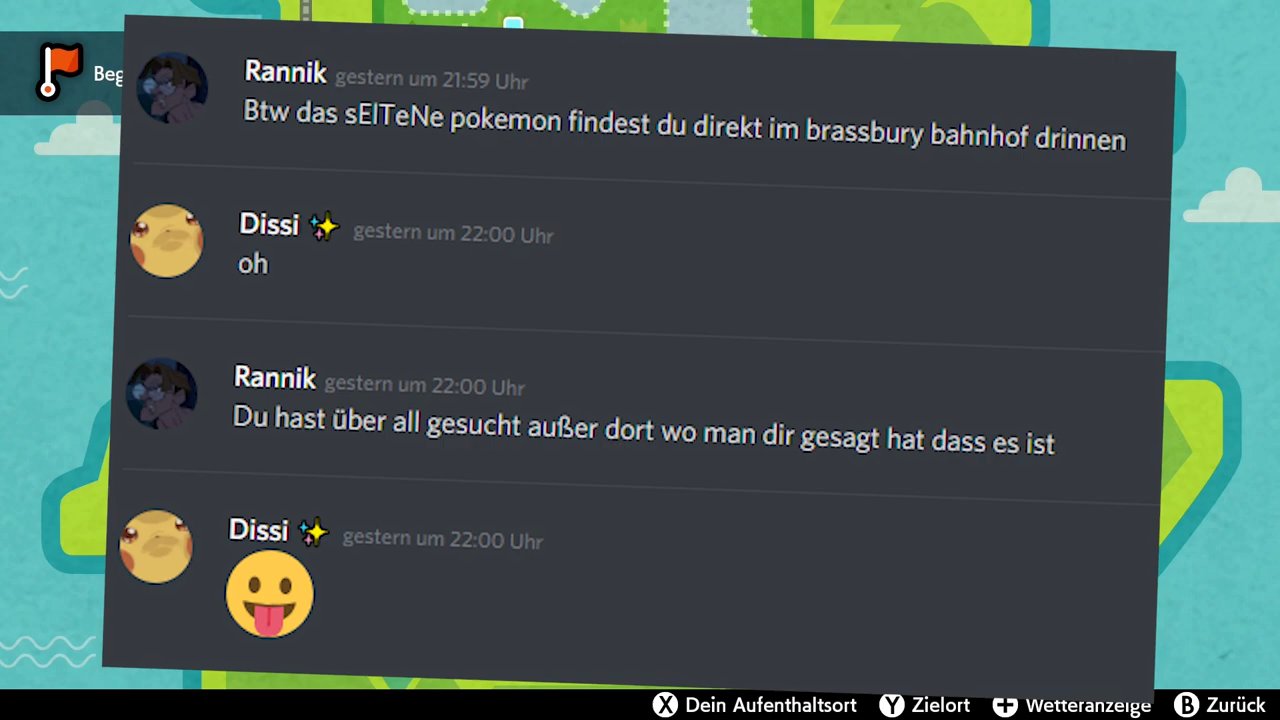 Beg
Rannik gestern um 21:59 Uhr
Btw das sElTeNe pokemon findest du direkt im brassbury bahnhof drinnen
Dissi ✨ gestern um 22:00 Uhr
oh
Rannik gestern um 22:00 Uhr
Du hast über all gesucht außer dort wo man dir gesagt hat dass es ist
Dissi ✨ gestern um 22:00 Uhr
😛
X Dein Aufenthaltsort Y Zielort + Wetteranzeige B Zurück